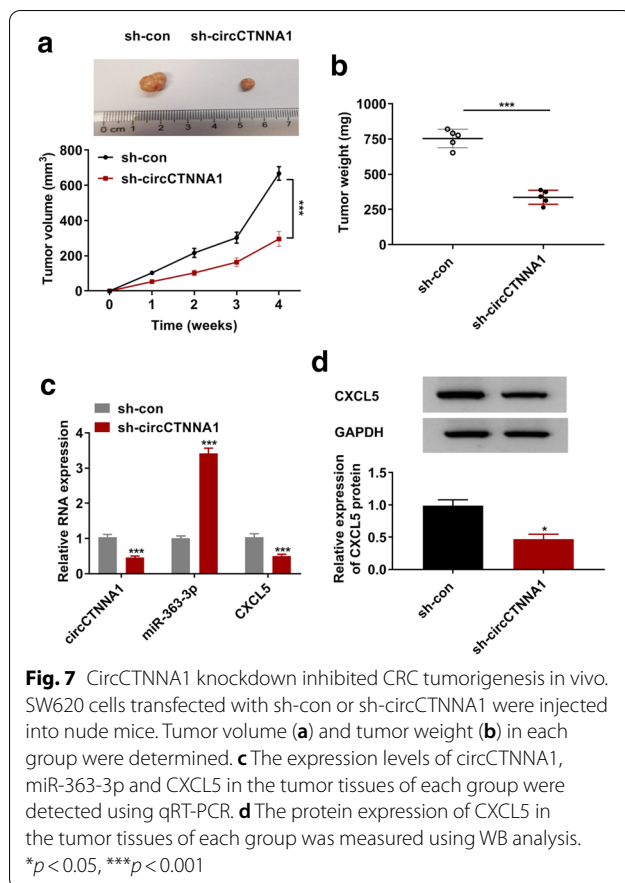 a
sh-con sh-circCTNNA1
0 cm 1 2 3 4 5 6 7
Tumor volume (mm3)
800
600
400
200
0
sh-con
sh-circCTNNA1
***
0 1 2 3 4
Time (weeks)
b
Tumor weight (mg)
1000
750
500
250
0
***
sh-con
sh-circCTNNA1
c
sh-con
sh-circCTNNA1
Relative RNA expression
4
3
2
1
0
***
***
***
circCTNNA1
miR-363-3p
CXCL5
d
CXCL5
GAPDH
Relative expression
of CXCL5 protein
1.5
1.0
0.5
0.0
*
sh-con
sh-circCTNNA1
Fig. 7 CircCTNNA1 knockdown inhibited CRC tumorigenesis in vivo.
SW620 cells transfected with sh-con or sh-circCTNNA1 were injected
into nude mice. Tumor volume (a) and tumor weight (b) in each
group were determined. c The expression levels of circCTNNA1,
miR-363-3p and CXCL5 in the tumor tissues of each group were
detected using qRT-PCR. d The protein expression of CXCL5 in
the tumor tissues of each group was measured using WB analysis.
*p < 0.05, ***p < 0.001